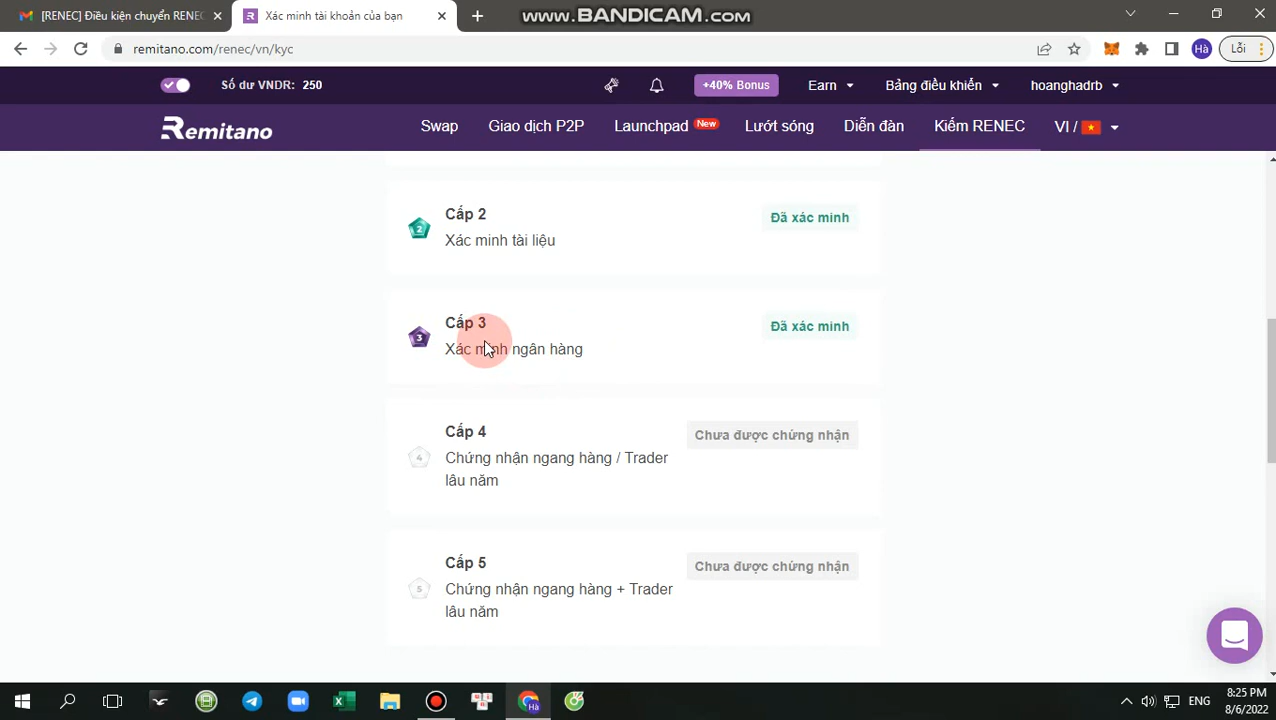 [RENEC] Điều kiện chuyển RENEC
Xác minh tài khoản của bạn
www.BANDICAM.com
remitano.com/renec/vn/kyc
Hà
Lỗi
Số dư VNDR: 250
+40% Bonus
Earn
Bảng điều khiển
hoanghadrb
Remitano
Swap
Giao dịch P2P
Launchpad New
Lướt sóng
Diễn đàn
Kiếm RENEC
VI /
2
Cấp 2
Đã xác minh
Xác minh tài liệu
3
Cấp 3
Đã xác minh
Xác minh ngân hàng
4
Cấp 4
Chưa được chứng nhận
Chứng nhận ngang hàng / Trader
lâu năm
5
Cấp 5
Chưa được chứng nhận
Chứng nhận ngang hàng + Trader
lâu năm
Hà
ENG
8:25 PM
8/6/2022